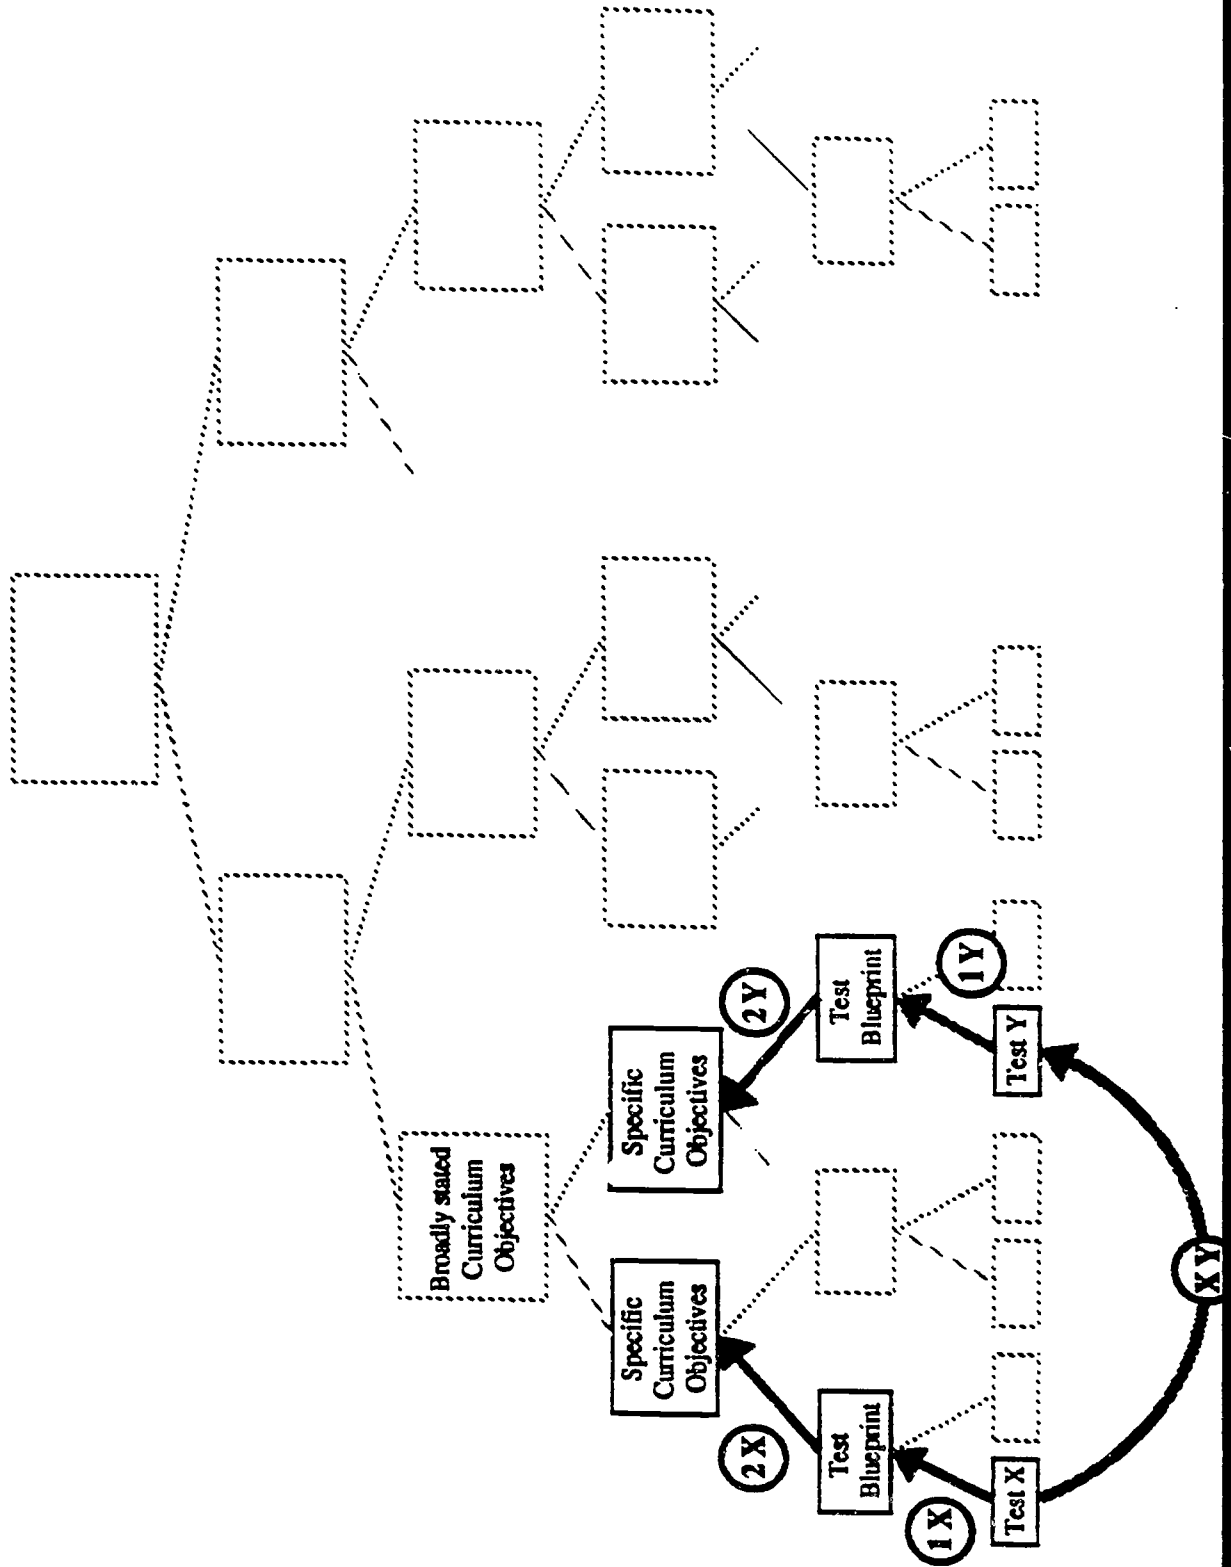 Broadly stated
Curriculum
Objectives
Specific
Curriculum
Objectives
Specific
Curriculum
Objectives
2 X
2 Y
Test
Blueprint
Test
Blueprint
1 X
1 Y
Test X
Test Y
X Y